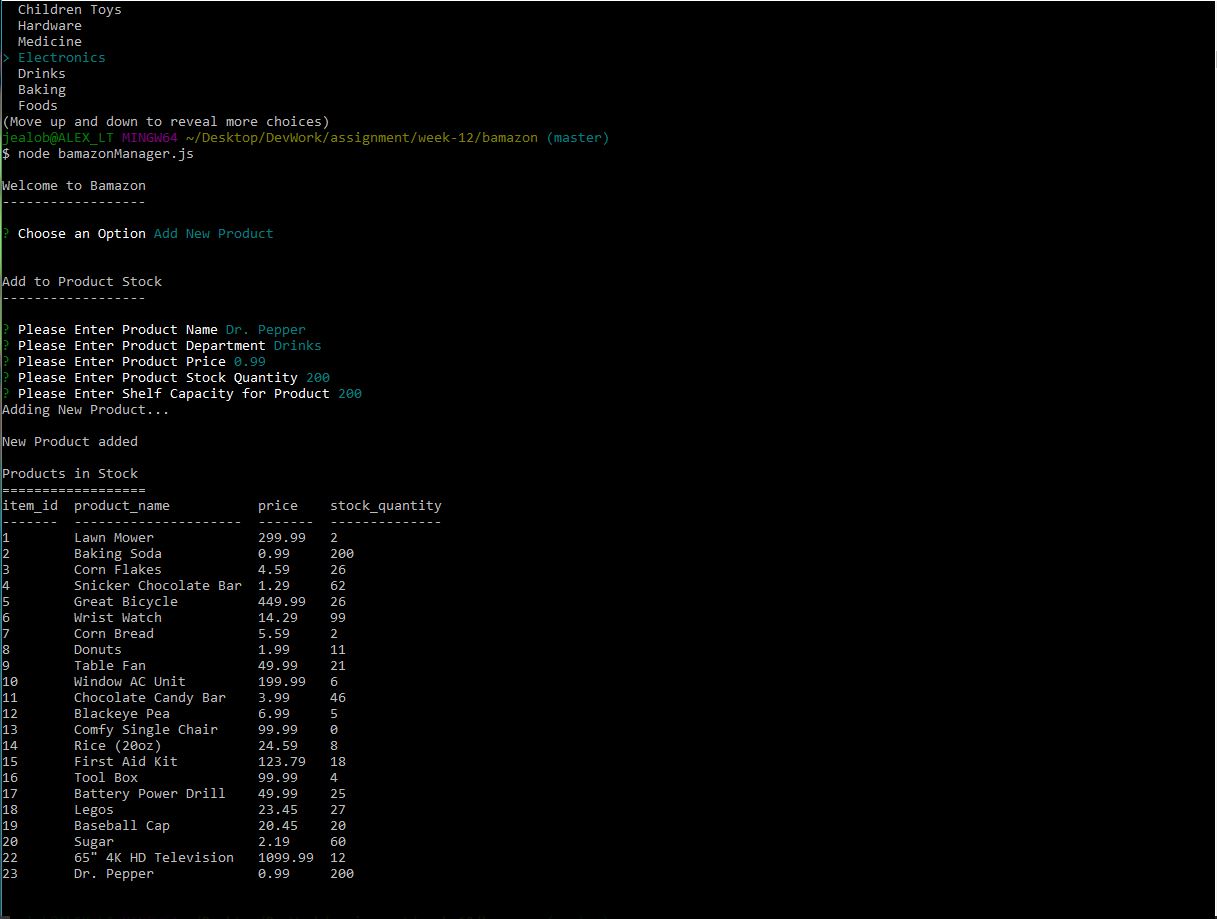 Children Toys
Hardware
Medicine
> Electronics
Drinks
Baking
Foods
(Move up and down to reveal more choices)
jealob@ALEX_LT MINGW64 ~/Desktop/DevWork/assignment/week-12/bamazon (master)
$ node bamazonManager.js
Welcome to Bamazon
------------------
? Choose an Option Add New Product
Add to Product Stock
------------------
? Please Enter Product Name Dr. Pepper
? Please Enter Product Department Drinks
? Please Enter Product Price 0.99
? Please Enter Product Stock Quantity 200
? Please Enter Shelf Capacity for Product 200
Adding New Product...
New Product added
Products in Stock
==================
item_id  product_name           price    stock_quantity
-------  ---------------------  -------  --------------
1        Lawn Mower             299.99   2
2        Baking Soda            0.99     200
3        Corn Flakes            4.59     26
4        Snicker Chocolate Bar  1.29     62
5        Great Bicycle          449.99   26
6        Wrist Watch            14.29    99
7        Corn Bread             5.59     2
8        Donuts                 1.99     11
9        Table Fan              49.99    21
10       Window AC Unit         199.99   6
11       Chocolate Candy Bar    3.99     46
12       Blackeye Pea           6.99     5
13       Comfy Single Chair     99.99    0
14       Rice (20oz)            24.59    8
15       First Aid Kit          123.79   18
16       Tool Box               99.99    4
17       Battery Power Drill    49.99    25
18       Legos                  23.45    27
19       Baseball Cap           20.45    20
20       Sugar                  2.19     60
22       65" 4K HD Television   1099.99  12
23       Dr. Pepper             0.99     200